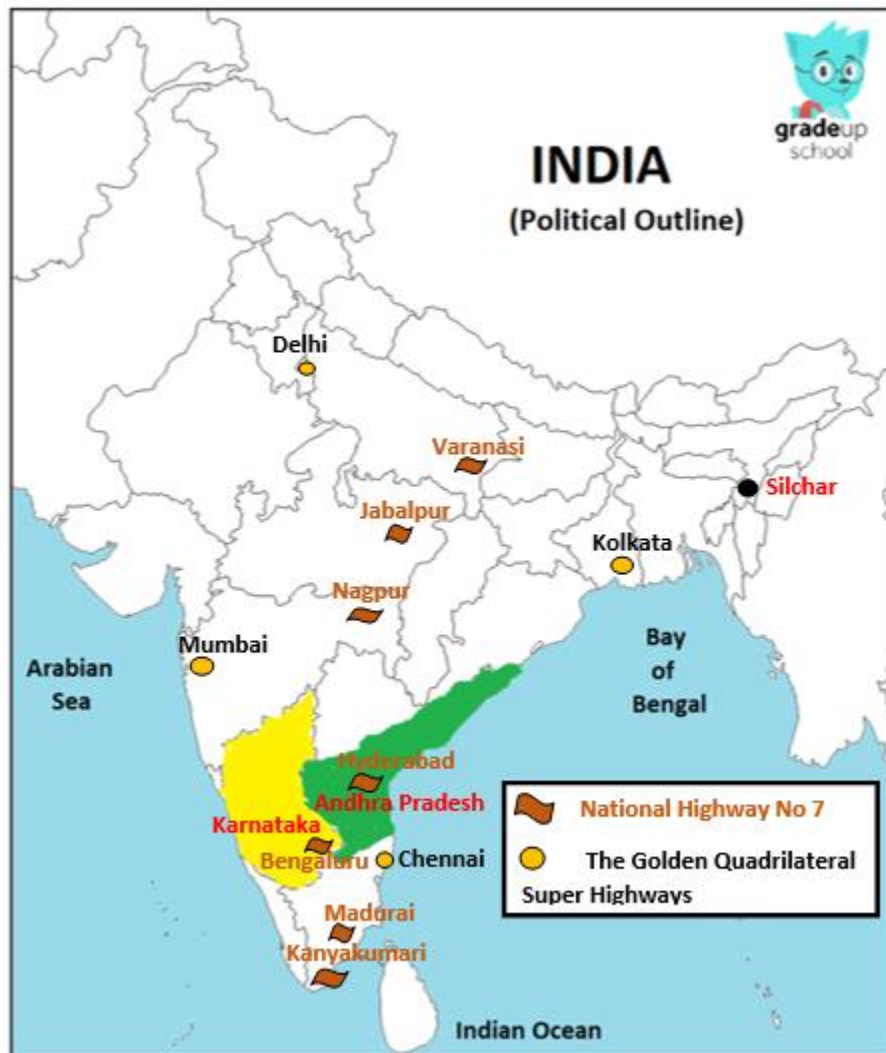 gradeup
school
INDIA
(Political Outline)
Delhi
Varanasi
Silchar
Jabalpur
Kolkata
Nagpur
Mumbai
Bay
of
Bengal
Arabian
Sea
Hyderabad
Andhra Pradesh
Karnataka
Bengaluru
Chennai
Madurai
Kanyakumari
Indian Ocean
National Highway No 7
The Golden Quadrilateral
Super Highways